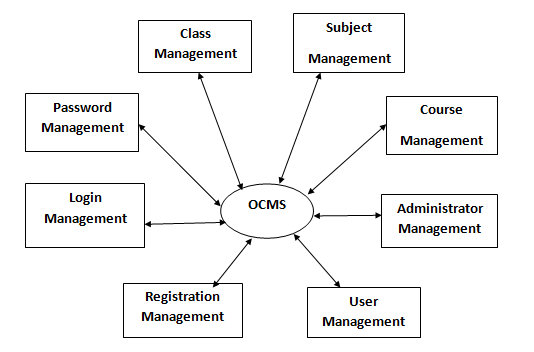 Class
Management
Subject
Management
Password
Management
Course
Management
Login
Management
OCMS
Administrator
Management
Registration
Management
User
Management